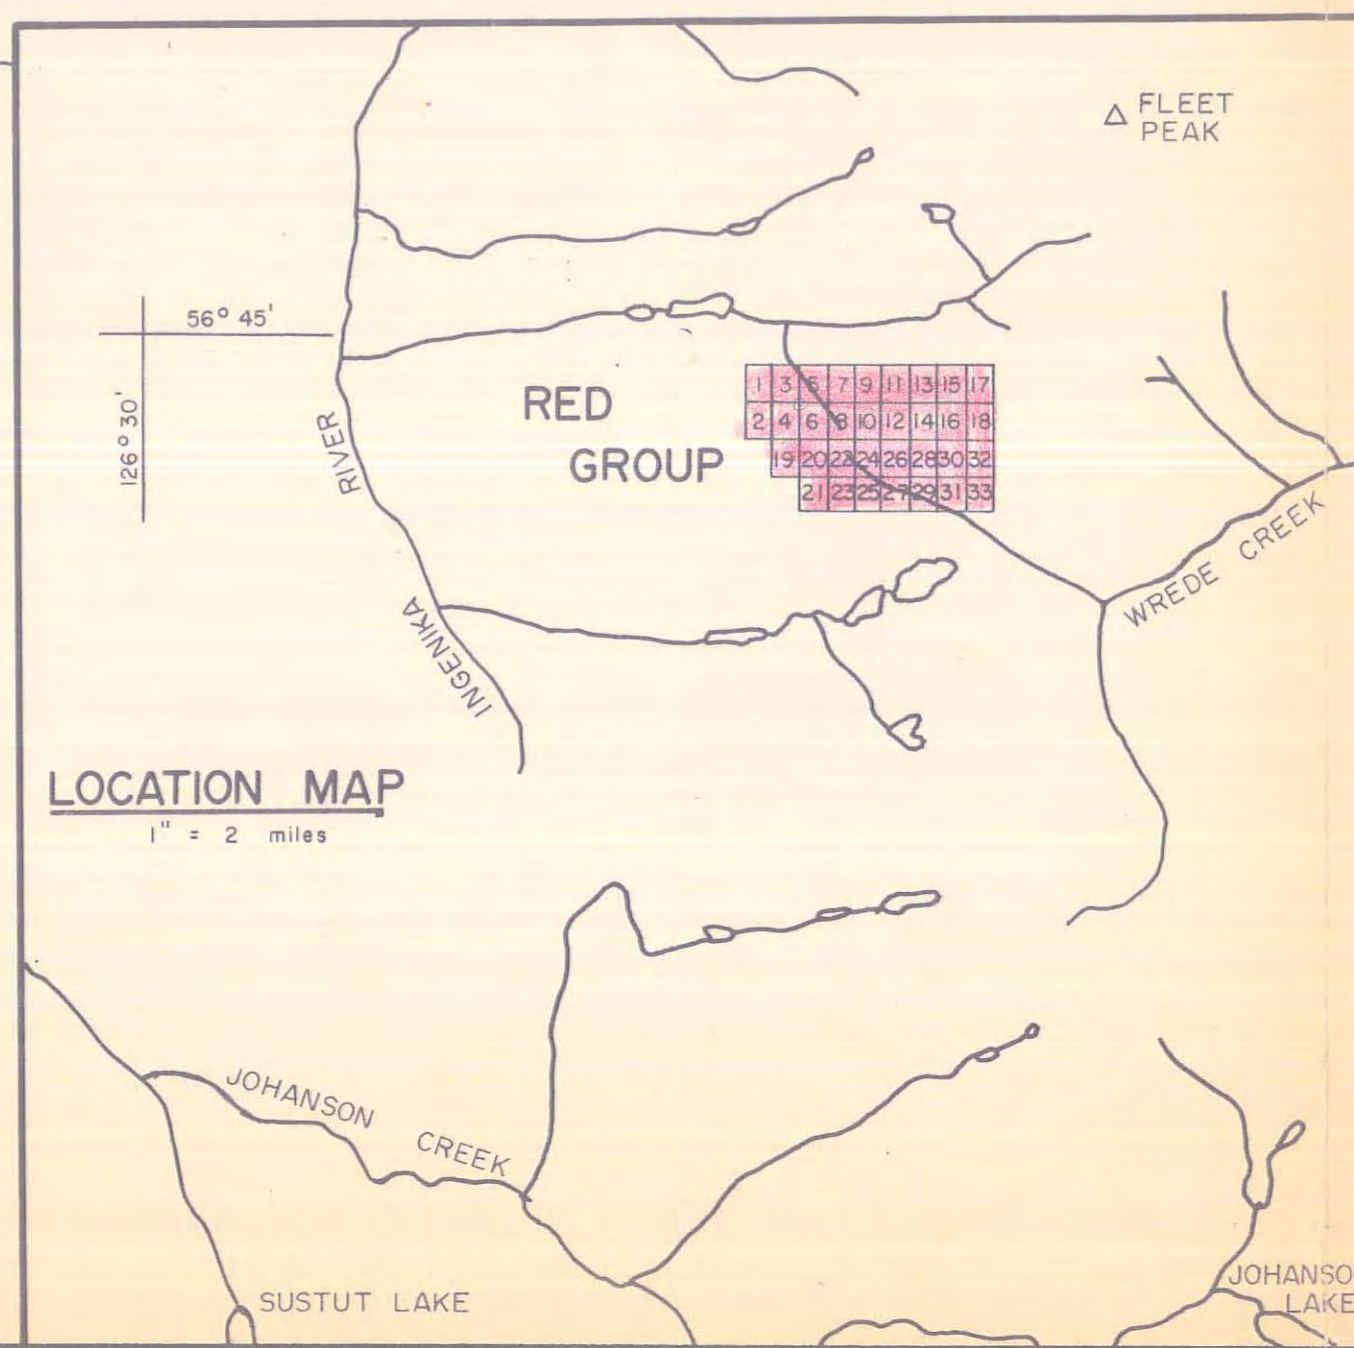 FLEET
PEAK
56° 45'
126° 30'
RED
GROUP
1 3 5 7 9 11 13 15 17
2 4 6 8 10 12 14 16 18
19 20 23 24 26 28 30 32
21 23 25 27 29 31 33
INGENIKA RIVER
WREDE CREEK
LOCATION MAP
1" = 2 miles
JOHANSON CREEK
SUSTUT LAKE
JOHANSO
LAKE